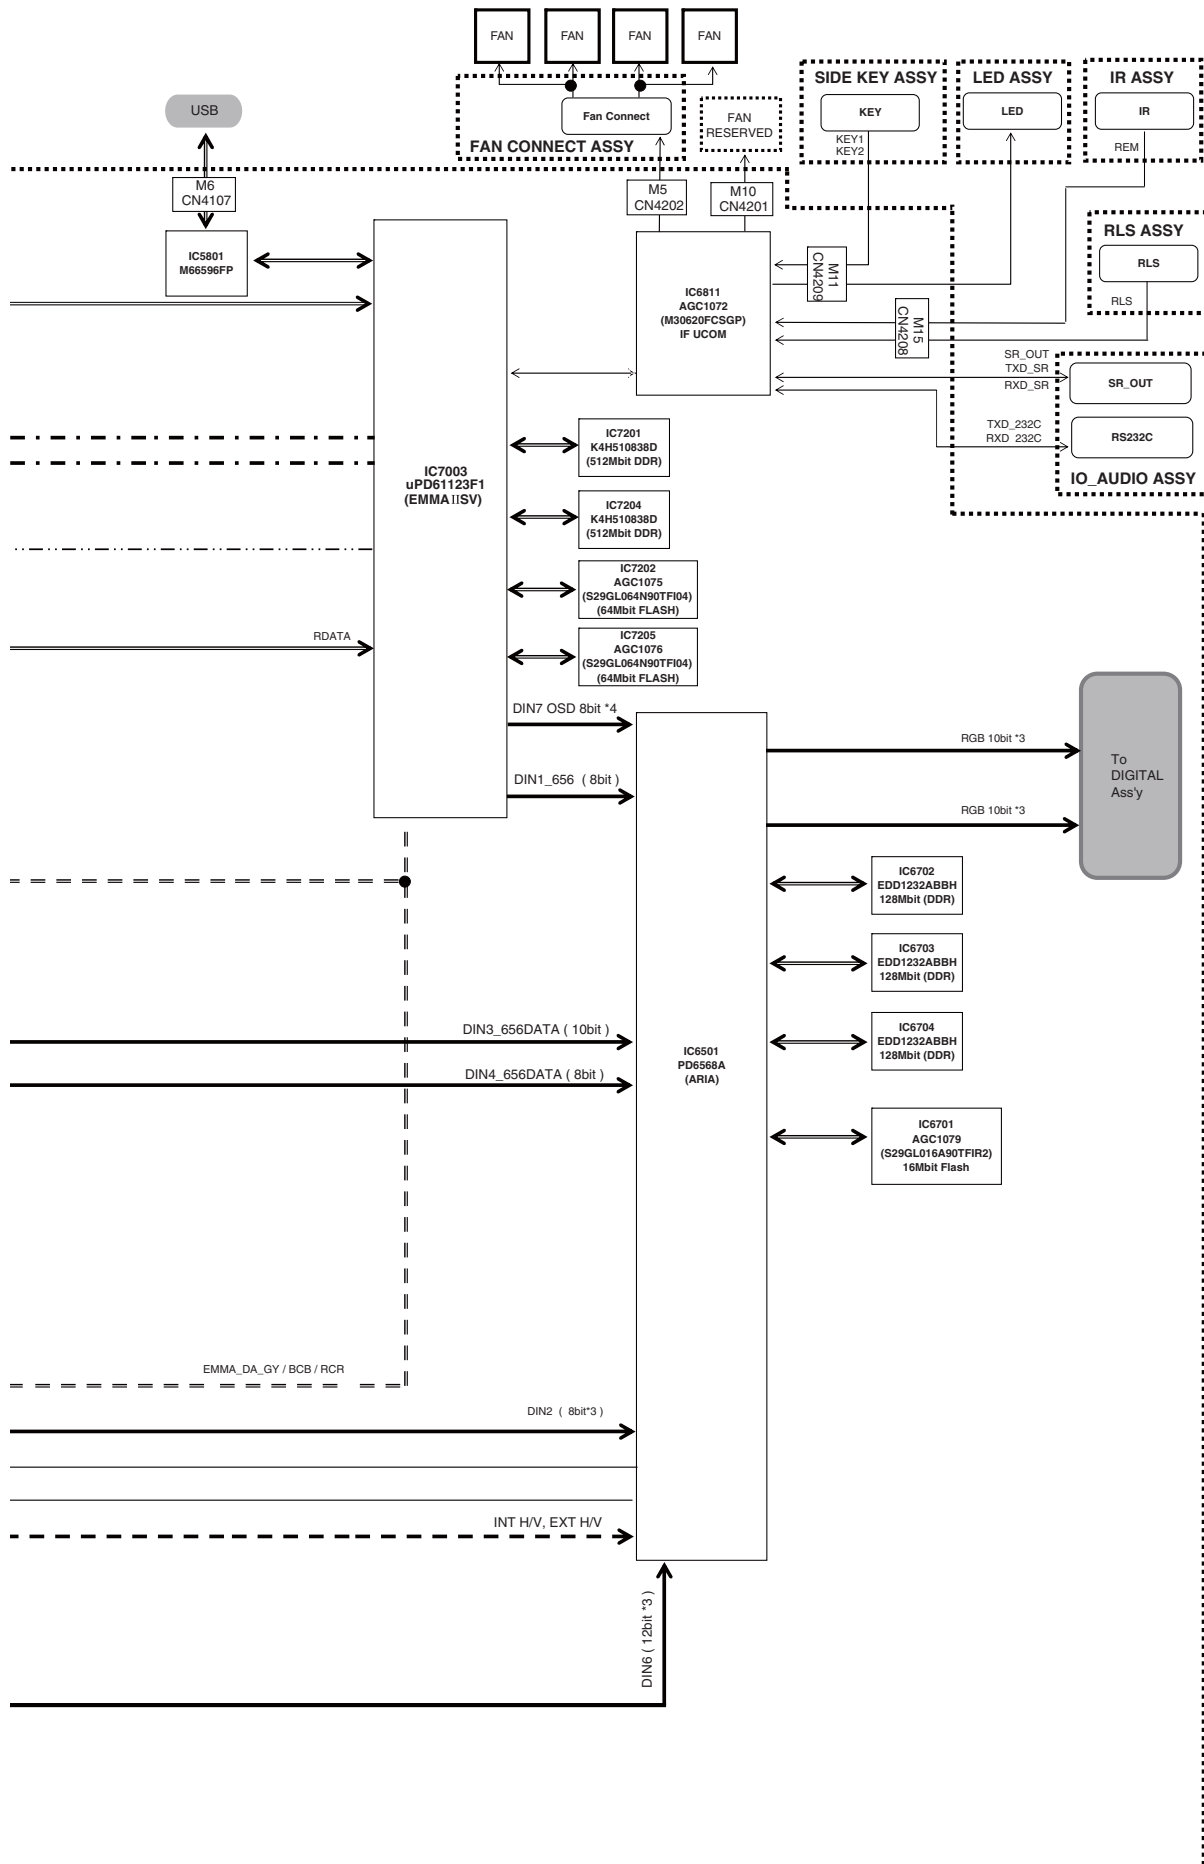 FAN
FAN
FAN
FAN
Fan Connect
FAN CONNECT ASSY
FAN
RESERVED
SIDE KEY ASSY
KEY
KEY1
KEY2
LED ASSY
LED
IR ASSY
IR
REM
USB
M6
CN4107
M5
CN4202
M10
CN4201
IC5801
M66596FP
IC6811
AGC1072
(M30620FCSGP)
IF UCOM
M11
CN4209
M15
CN4208
RLS ASSY
RLS
RLS
SR_OUT
TXD_SR
RXD_SR
SR_OUT
TXD_232C
RXD_232C
RS232C
IO_AUDIO ASSY
IC7003
uPD61123F1
(EMMAIISV)
IC7201
K4H510838D
(512Mbit DDR)
IC7204
K4H510838D
(512Mbit DDR)
IC7202
AGC1075
(S29GL064N90TFI04)
(64Mbit FLASH)
IC7205
AGC1076
(S29GL064N90TFI04)
(64Mbit FLASH)
RDATA
DIN7 OSD 8bit *4
DIN1_656 ( 8bit )
RGB 10bit *3
RGB 10bit *3
To
DIGITAL
Ass'y
IC6702
EDD1232ABBH
128Mbit (DDR)
IC6703
EDD1232ABBH
128Mbit (DDR)
IC6704
EDD1232ABBH
128Mbit (DDR)
DIN3_656DATA ( 10bit )
DIN4_656DATA ( 8bit )
IC6501
PD6568A
(ARIA)
IC6701
AGC1079
(S29GL016A90TFIR2)
16Mbit Flash
EMMA_DA_GY / BCB / RCR
DIN2 ( 8bit*3 )
INT H/V, EXT H/V
DIN6 ( 12bit *3 )